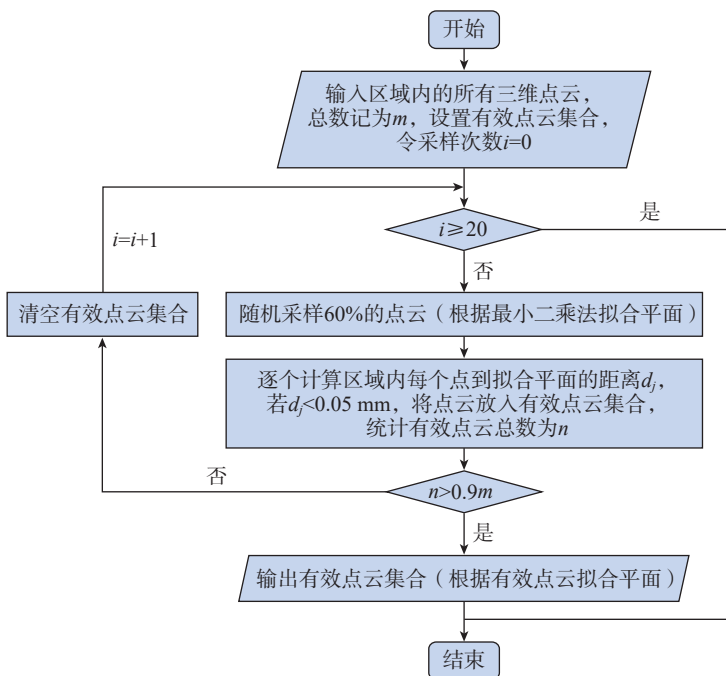 开始
输入区域内的所有三维点云，
总数记为m，设置有效点云集合，
令采样次数i=0
i≥20
是
i=i+1
否
清空有效点云集合
随机采样60%的点云（根据最小二乘法拟合平面）
逐个计算区域内每个点到拟合平面的距离dj，
若dj<0.05 mm，将点云放入有效点云集合，
统计有效点云总数为n
否
n>0.9m
是
输出有效点云集合（根据有效点云拟合平面）
结束